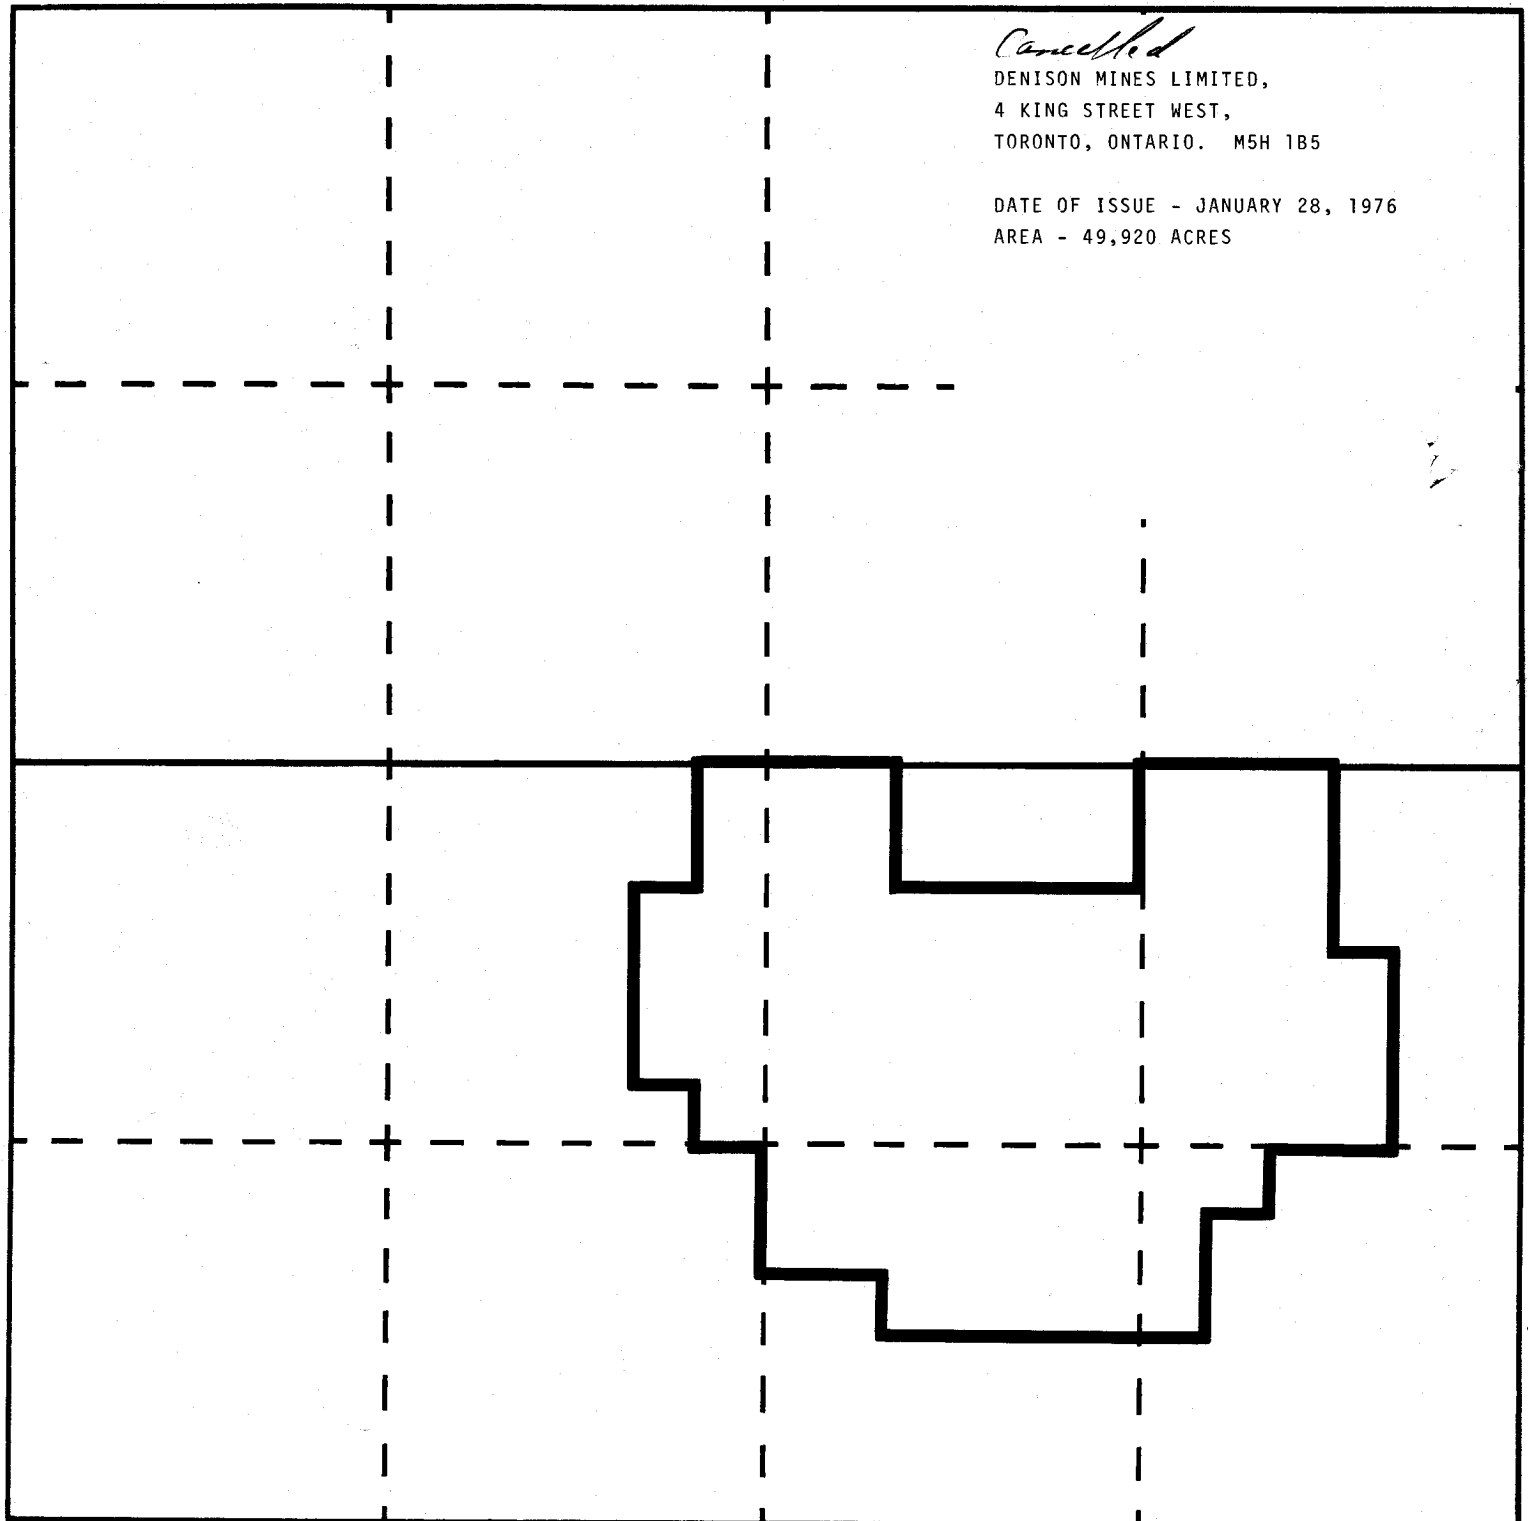 Cancelled
DENISON MINES LIMITED,
4 KING STREET WEST,
TORONTO, ONTARIO. M5H 1B5
DATE OF ISSUE - JANUARY 28, 1976
AREA - 49,920 ACRES